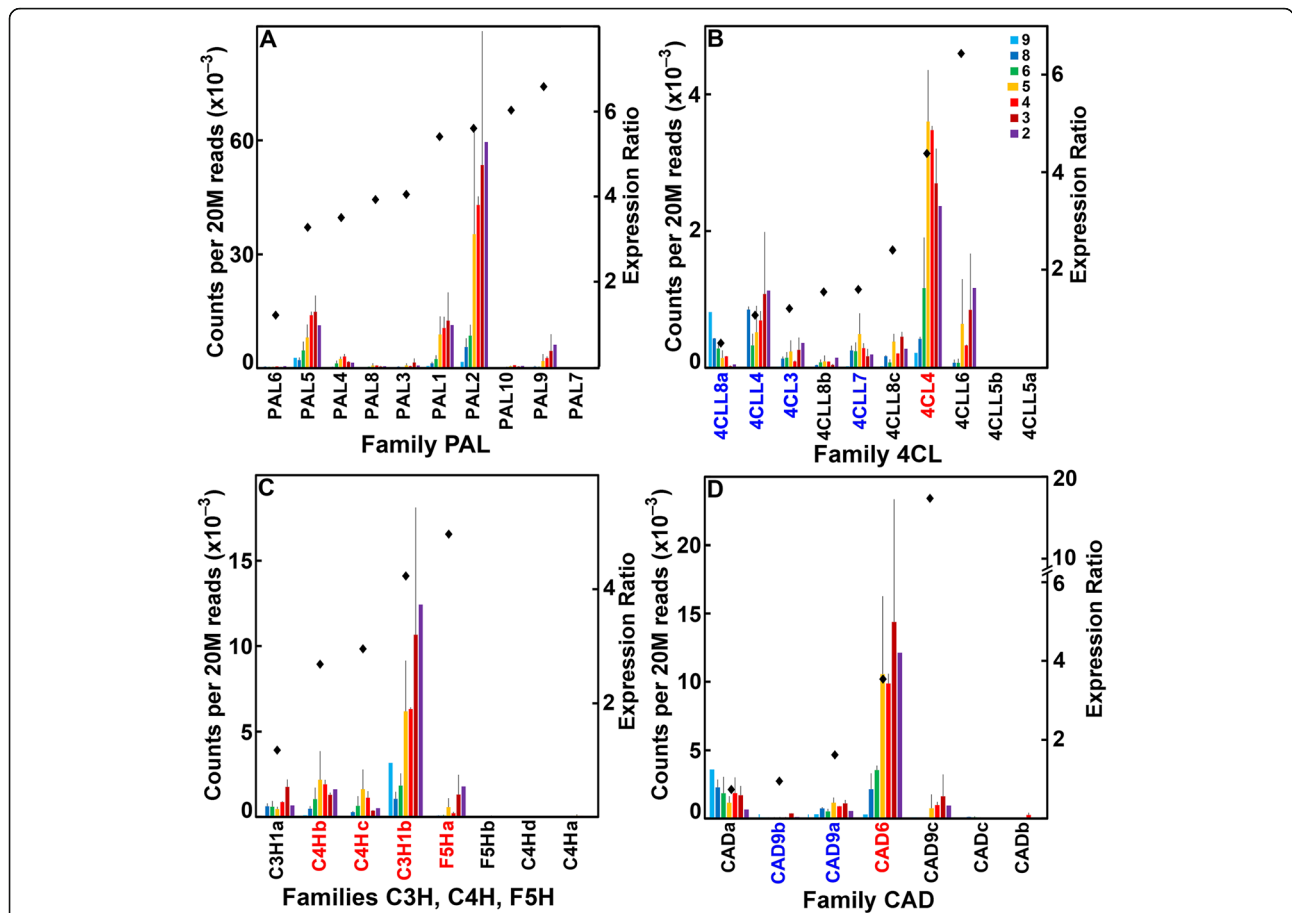 A
Counts per 20M reads (x10⁻³)
60
30
0
6
4
2
Expression Ratio
PAL6
PAL5
PAL4
PAL8
PAL3
PAL1
PAL2
PAL10
PAL9
PAL7
Family PAL
B
9
8
6
5
4
3
2
Counts per 20M reads (x10⁻³)
4
2
0
6
4
2
Expression Ratio
4CLL8a
4CLL4
4CL3
4CLL8b
4CLL7
4CLL8c
4CL4
4CLL6
4CLL5b
4CLL5a
Family 4CL
C
Counts per 20M reads (x10⁻³)
15
10
5
0
4
2
Expression Ratio
C3H1a
C4Hb
C4Hc
C3H1b
F5Ha
F5Hb
C4Hd
C4Ha
Families C3H, C4H, F5H
D
Counts per 20M reads (x10⁻³)
20
15
10
5
0
20
10
6
4
2
Expression Ratio
CADa
CAD9b
CAD9a
CAD6
CAD9c
CADc
CADb
Family CAD